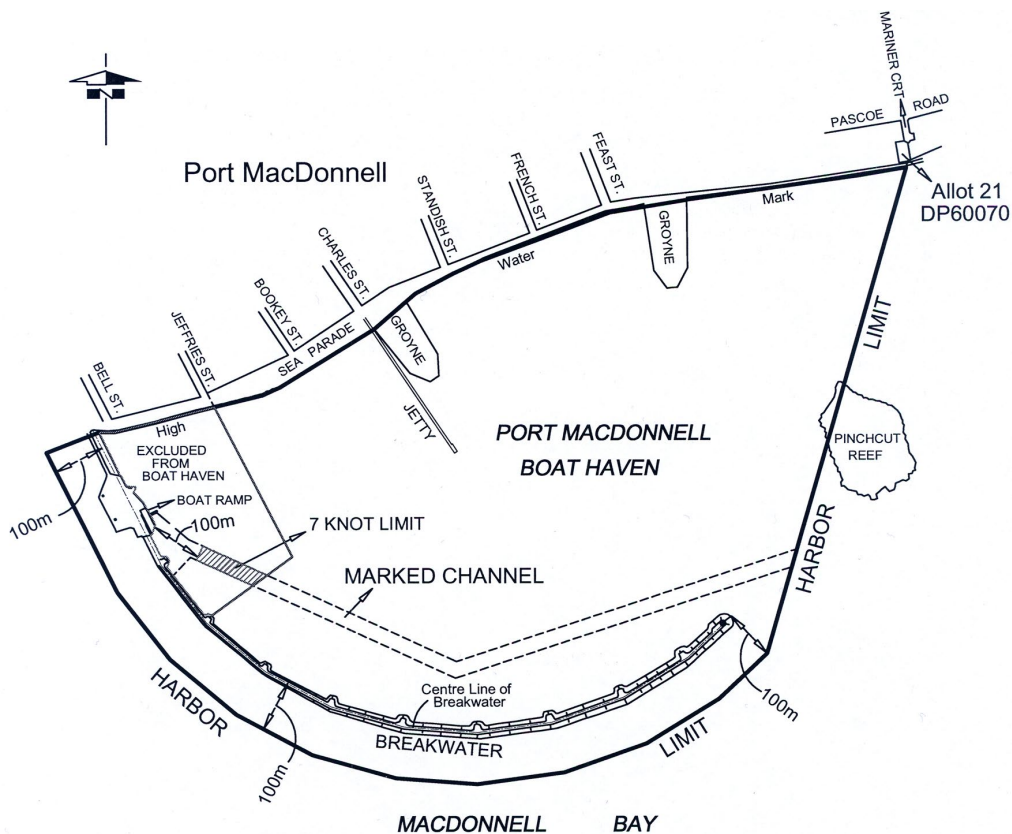 N
MARINER CRT
PASCOE ROAD
Port MacDonnell
Allot 21
DP60070
FEAST ST.
FRENCH ST.
STANDISH ST.
CHARLES ST.
BOOKEY ST.
JEFFRIES ST.
BELL ST.
SEA PARADE
High
Water
Mark
GROYNE
GROYNE
JETTY
HARBOR LIMIT
PINCHCUT
REEF
PORT MACDONNELL
BOAT HAVEN
EXCLUDED
FROM
BOAT HAVEN
BOAT RAMP
100m
100m
7 KNOT LIMIT
MARKED CHANNEL
Centre Line of
Breakwater
BREAKWATER
HARBOR LIMIT
100m
100m
MACDONNELL BAY